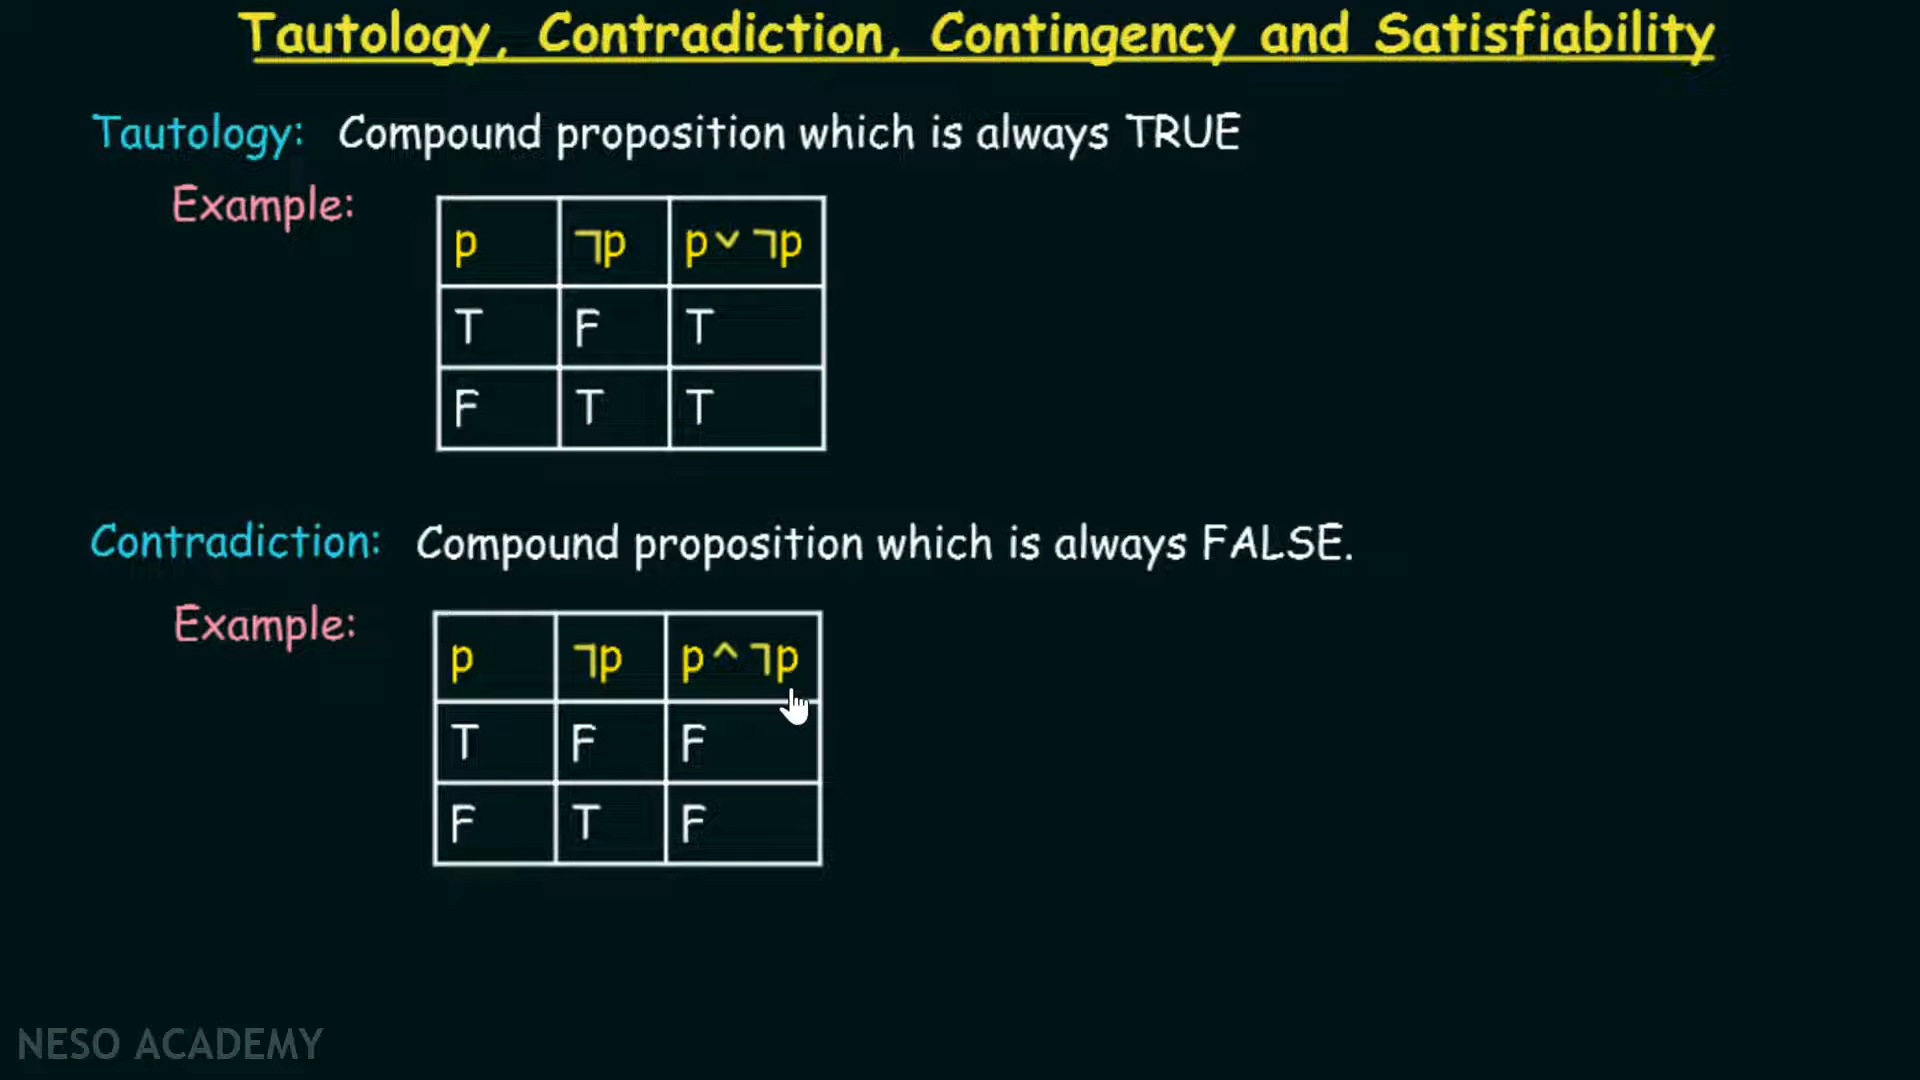 Tautology, Contradiction, Contingency and Satisfiability
Tautology: Compound proposition which is always TRUE
Example:
p ¬p p ∨ ¬p
T F T
F T T
Contradiction: Compound proposition which is always FALSE.
Example:
p ¬p p ∧ ¬p
T F F
F T F
NESO ACADEMY